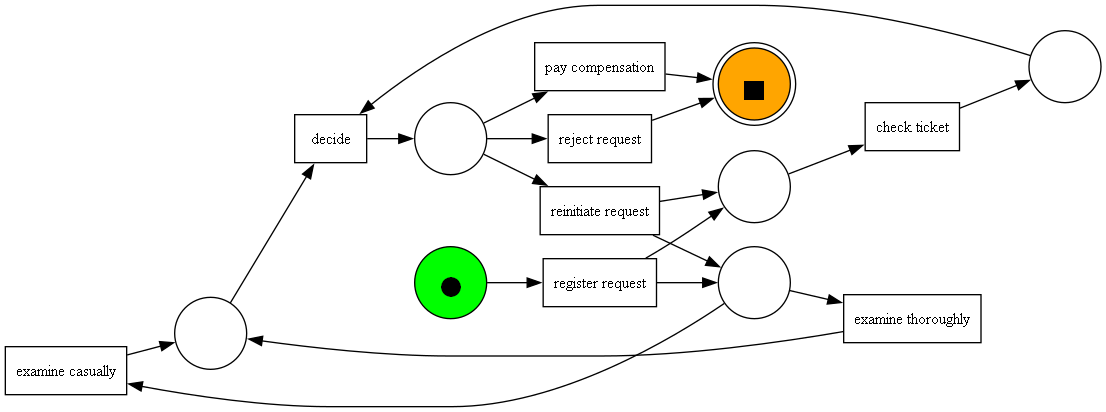 pay compensation
decide
reject request
check ticket
reinitiate request
register request
examine thoroughly
examine casually